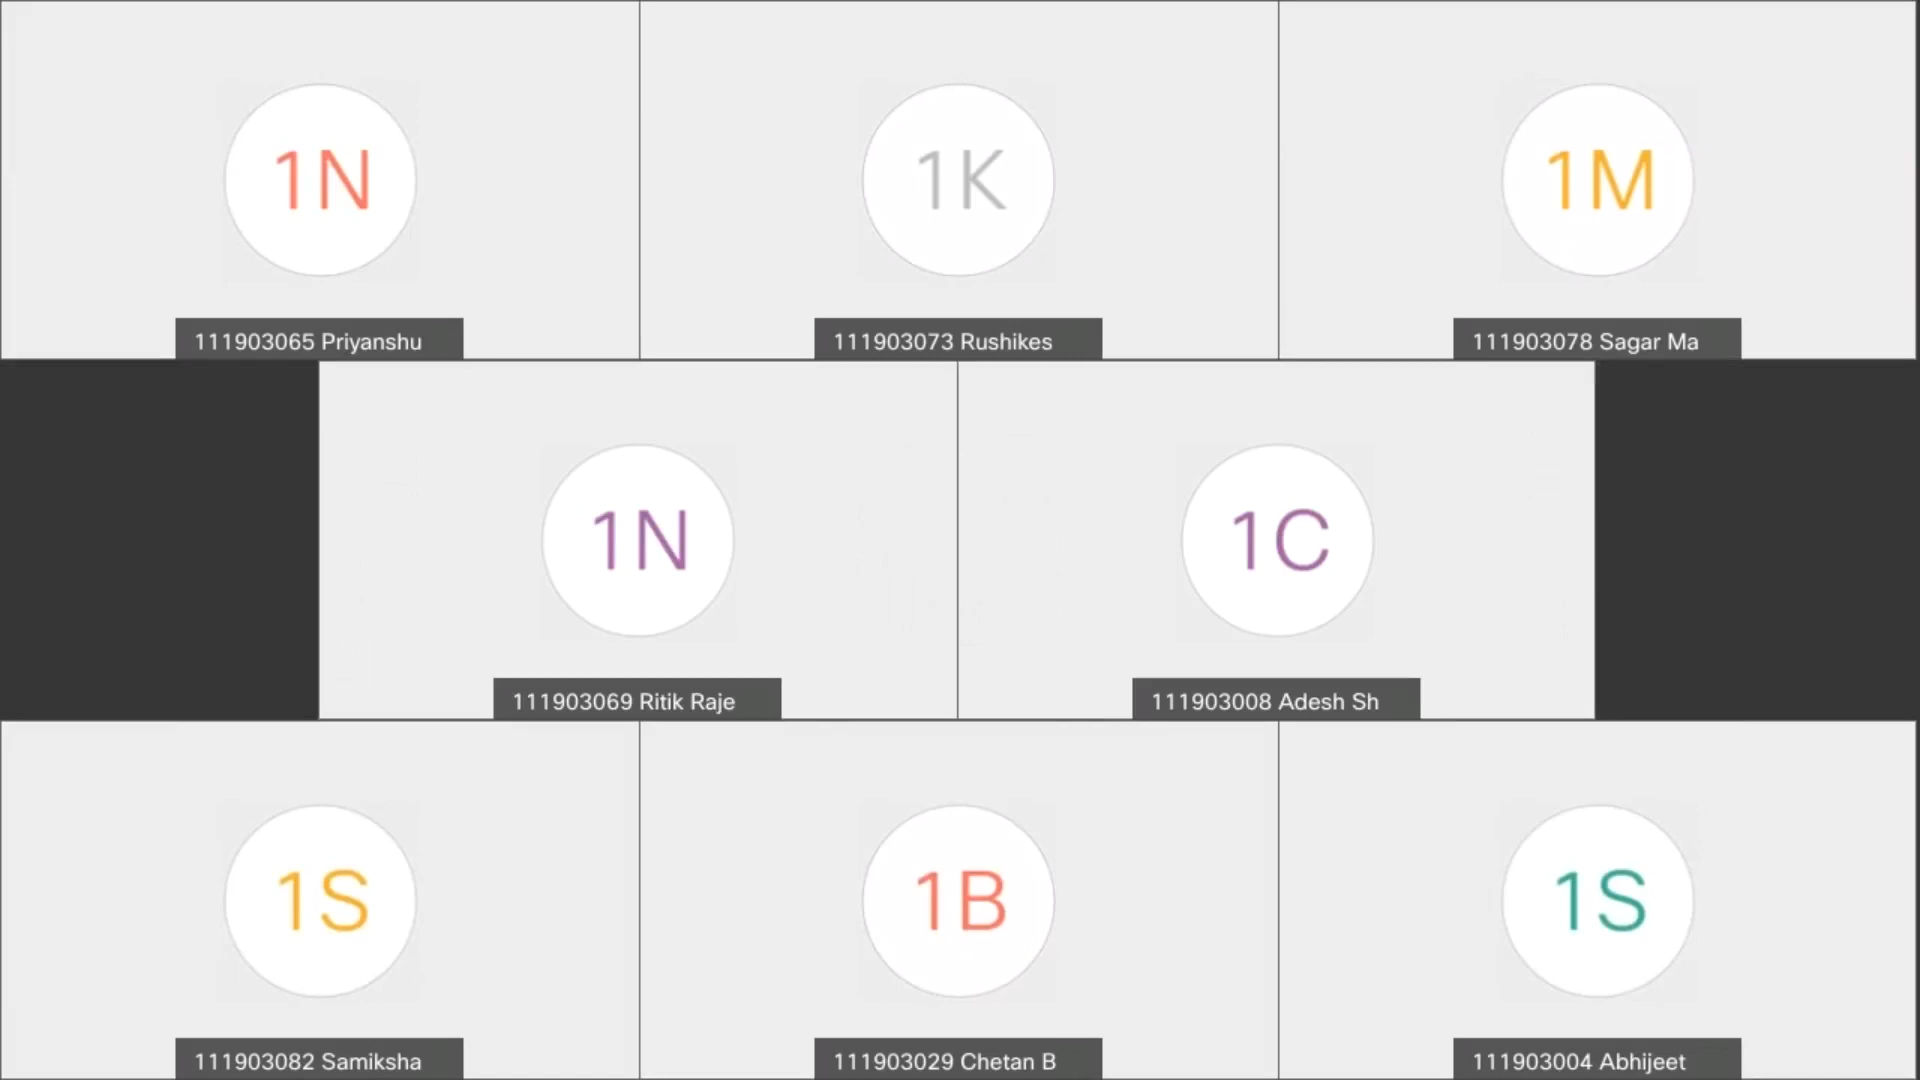 1N
111903065 Priyanshu
1K
111903073 Rushikes
1M
111903078 Sagar Ma
1N
111903069 Ritik Raje
1C
111903008 Adesh Sh
1S
111903082 Samiksha
1B
111903029 Chetan B
1S
111903004 Abhijeet